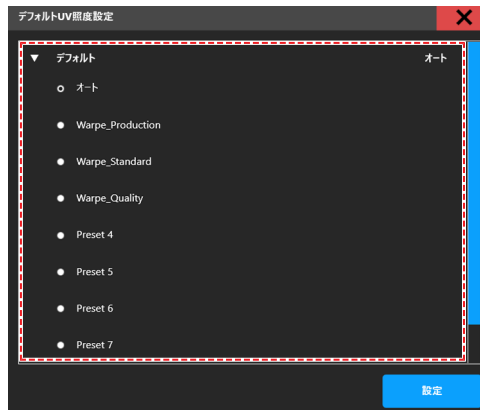 デフォルトUV照度設定
▼ デフォルト オート
オート
Warpe_Production
Warpe_Standard
Warpe_Quality
Preset 4
Preset 5
Preset 6
Preset 7
設定